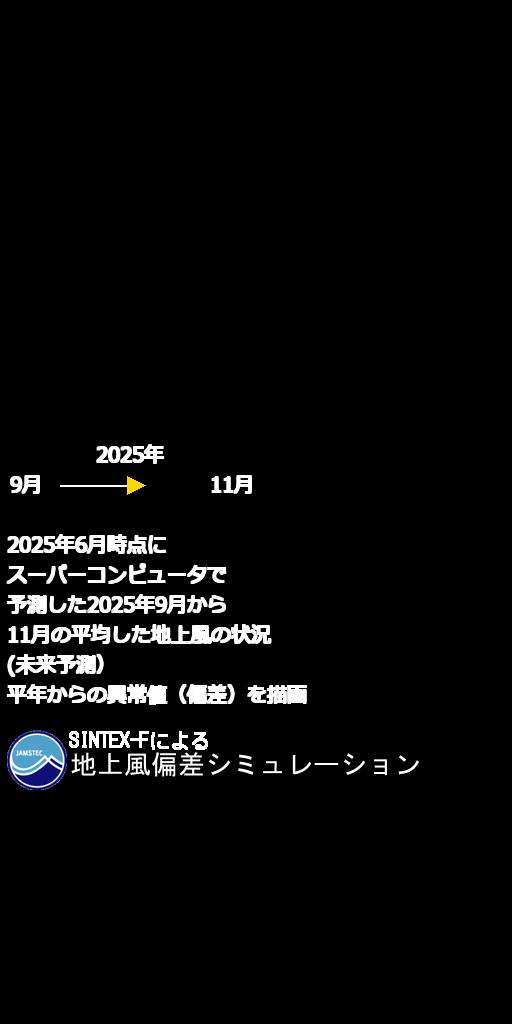 2025年
9月 11月
2025年6月時点に
スーパーコンピュータで
予測した2025年9月から
11月の平均した地上風の状況
(未来予測）
平年からの異常値（偏差）を描画
SINTEX-Fによる
JAMSTEC
地上風偏差シミュレーション